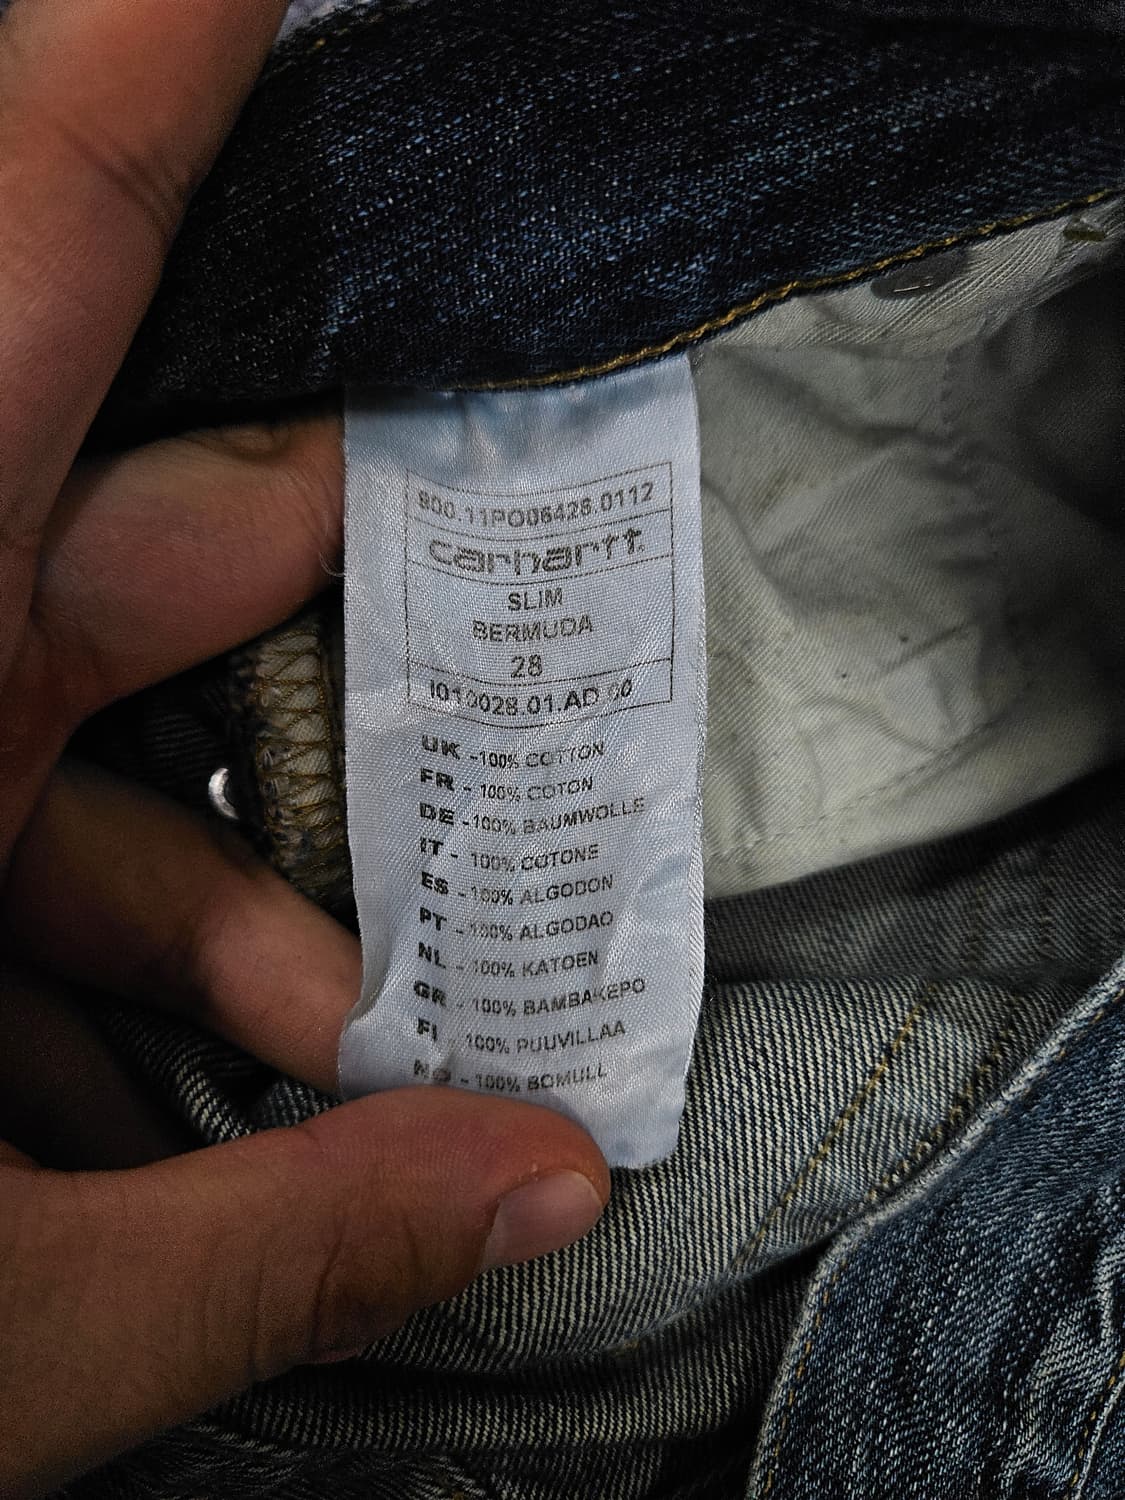 800.11PO06426.0112
carhartt.
SLIM
BERMUDA
28
I010028.01.AD
UK -100% COTTON
FR - 100% COTON
DE -100% BAUMWOLLE
IT - 100% COTONE
ES - 100% ALGODON
PT - 100% ALGODAO
NL - 100% KATOEN
GR - 100% BAMBAKEPO
FI - 100% PUUVILLAA
NO - 100% BOMULL